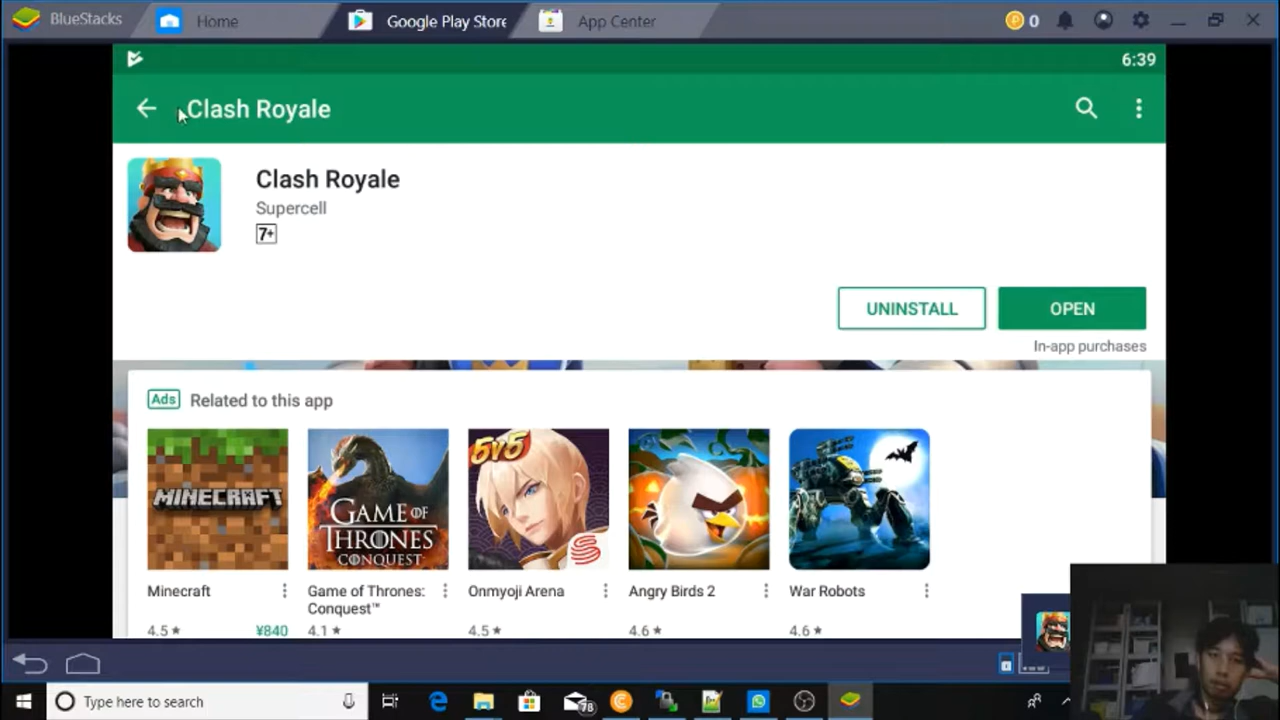 BlueStacks
Home
Google Play Store
App Center
0
6:39
Clash Royale
Clash Royale
Supercell
7+
UNINSTALL
OPEN
In-app purchases
Ads Related to this app
MINECRAFT
GAME OF THRONES
CONQUEST
5v5
Minecraft
Game of Thrones: Conquest™
Onmyoji Arena
Angry Birds 2
War Robots
4.5★ ¥840
4.1★
4.5★
4.6★
4.6★
Type here to search
78